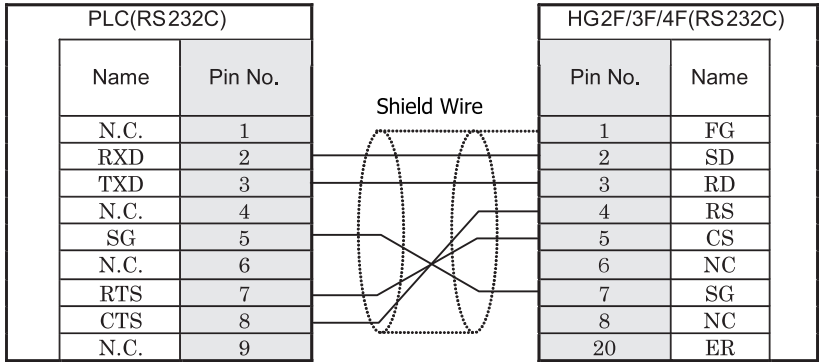 PLC(RS232C) HG2F/3F/4F(RS232C)
Name Pin No. Pin No. Name
Shield Wire
N.C. 1 1 FG
RXD 2 2 SD
TXD 3 3 RD
N.C. 4 4 RS
SG 5 5 CS
N.C. 6 6 NC
RTS 7 7 SG
CTS 8 8 NC
N.C. 9 20 ER